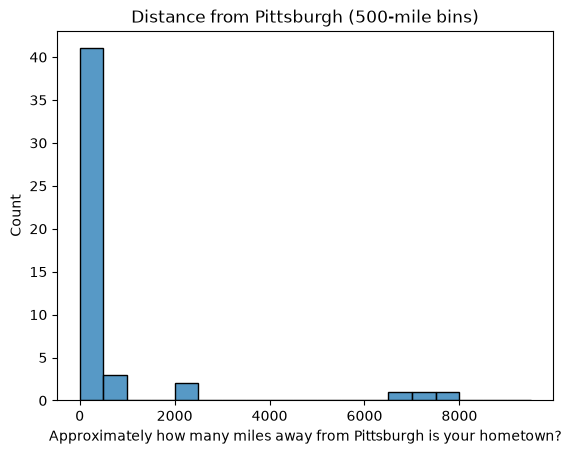 Distance from Pittsburgh (500-mile bins)
40
35
30
25
20
15
10
5
0
Count
0 2000 4000 6000 8000
Approximately how many miles away from Pittsburgh is your hometown?